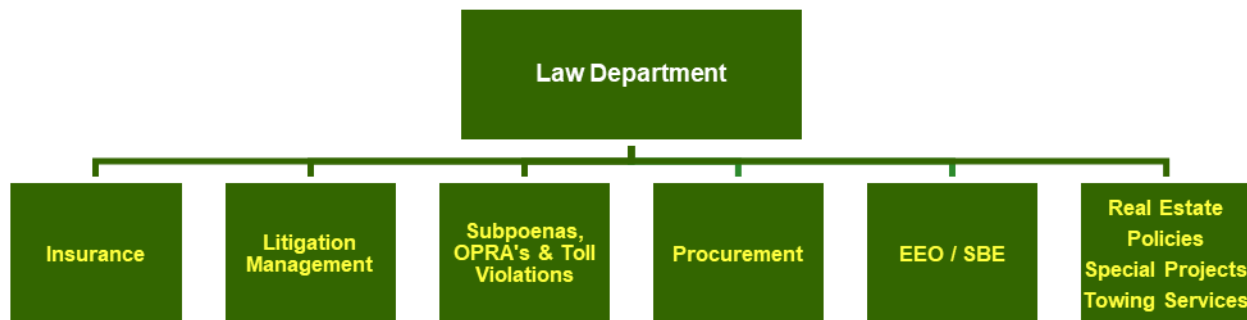 Law Department
Insurance
Litigation
Management
Subpoenas,
OPRA's & Toll
Violations
Procurement
EEO / SBE
Real Estate
Policies
Special Projects
Towing Services